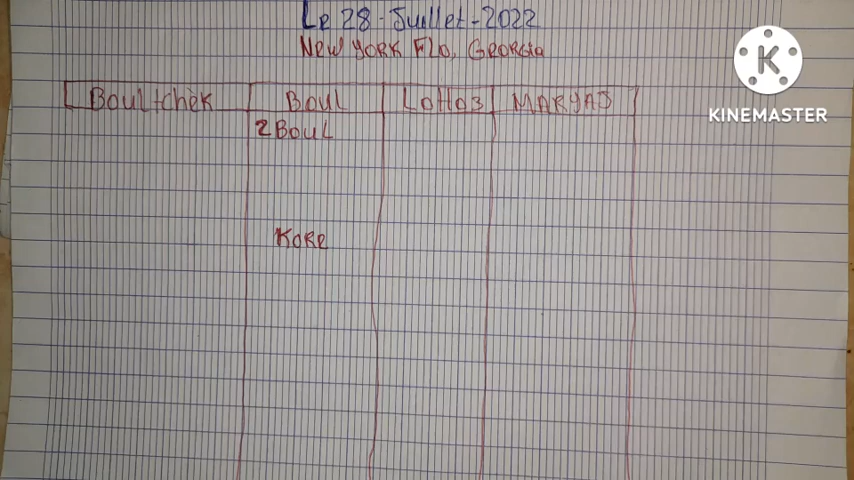 Le 28-Juillet-2022
New York Flo, Georgia
Boul tchèk Boul Lotto3 MARYAJ
2 Boul
Kore
K
KINEMASTER